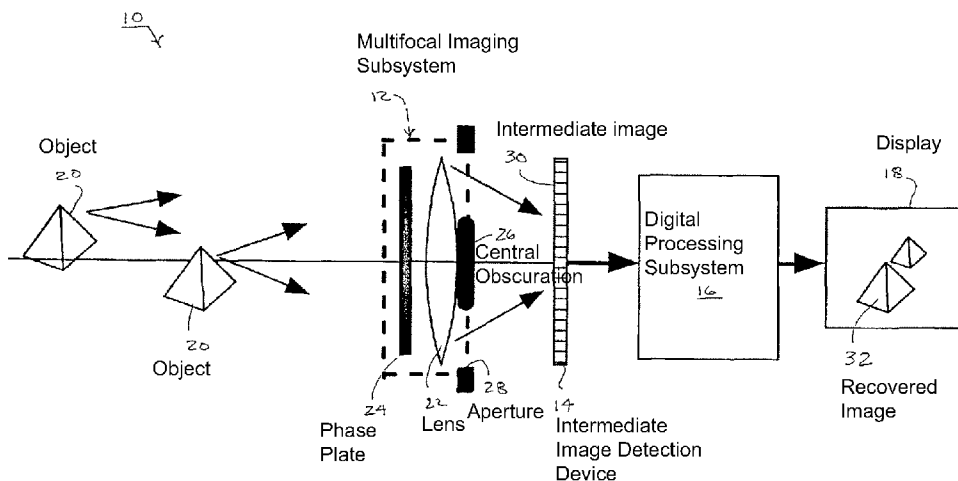 10
Multifocal Imaging
Subsystem
12
Intermediate image
30
Object
20
Display
18
26
Central
Obscuration
Digital
Processing
Subsystem
16
20
Object
32
Recovered
Image
24
22
28
14
Phase
Plate
Lens
Aperture
Intermediate
Image Detection
Device